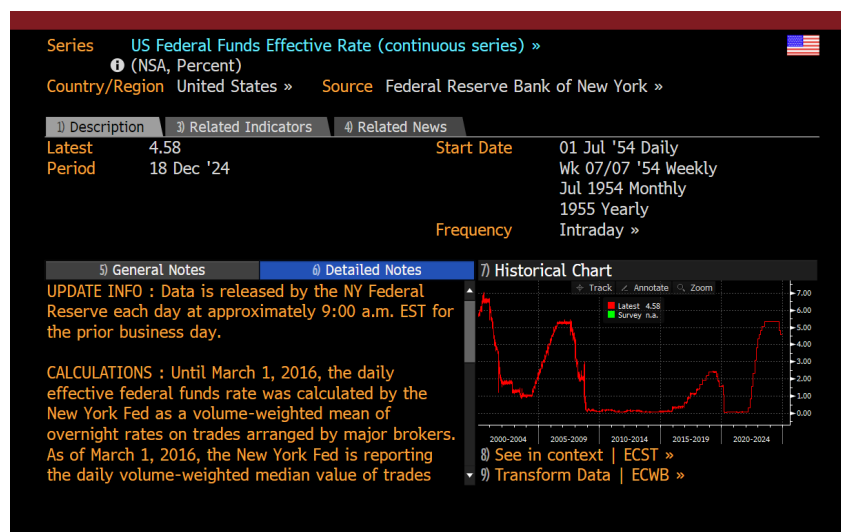 Series US Federal Funds Effective Rate (continuous series) »
(NSA, Percent)
Country/Region United States » Source Federal Reserve Bank of New York »
1) Description 3) Related Indicators 4) Related News
Latest 4.58 Start Date 01 Jul '54 Daily
Period 18 Dec '24 Wk 07/07 '54 Weekly
Jul 1954 Monthly
1955 Yearly
Frequency Intraday »
5) General Notes 6) Detailed Notes 7) Historical Chart
UPDATE INFO : Data is released by the NY Federal
Reserve each day at approximately 9:00 a.m. EST for
the prior business day.
CALCULATIONS : Until March 1, 2016, the daily
effective federal funds rate was calculated by the
New York Fed as a volume-weighted mean of
overnight rates on trades arranged by major brokers.
As of March 1, 2016, the New York Fed is reporting
the daily volume-weighted median value of trades
Track Annotate Zoom
Latest 4.58
Survey n.a.
7.00
6.00
5.00
4.00
3.00
2.00
1.00
0.00
2000-2004 2005-2009 2010-2014 2015-2019 2020-2024
8) See in context | ECST »
9) Transform Data | ECWB »